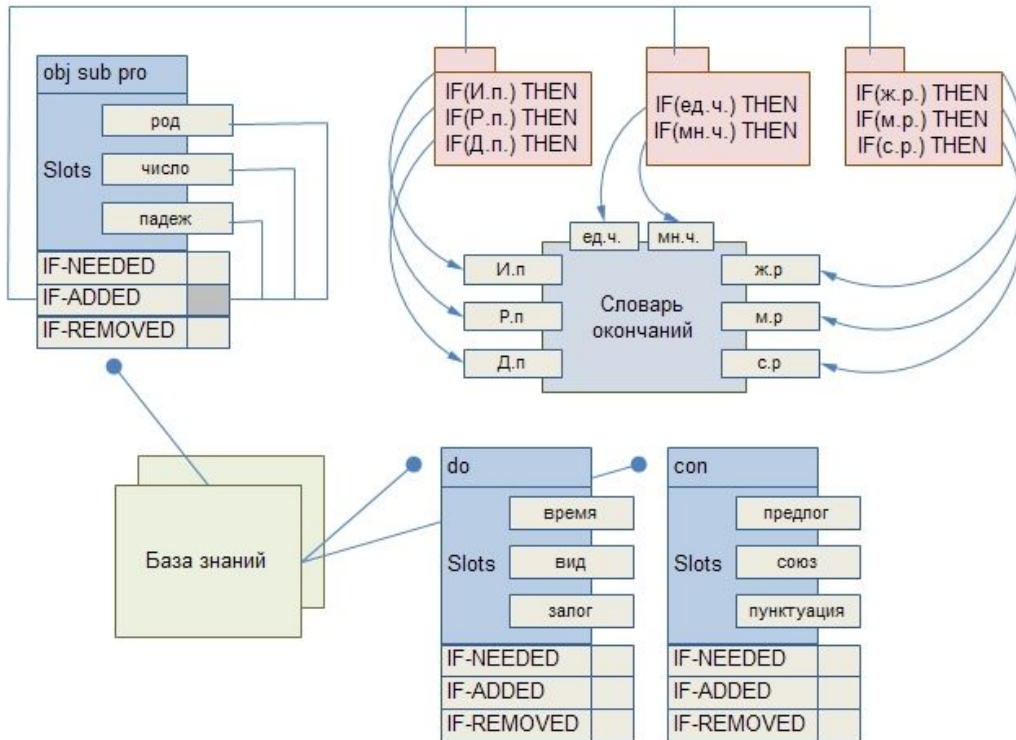 obj sub pro
род
Slots
число
падеж
IF-NEEDED
IF-ADDED
IF-REMOVED
IF(И.п.) THEN
IF(Р.п.) THEN
IF(Д.п.) THEN
IF(ед.ч.) THEN
IF(мн.ч.) THEN
IF(ж.р.) THEN
IF(м.р.) THEN
IF(с.р.) THEN
ед.ч.
мн.ч.
И.п
Р.п
Д.п
Словарь
окончаний
ж.р
м.р
с.р
База знаний
do
время
Slots
вид
залог
IF-NEEDED
IF-ADDED
IF-REMOVED
con
предлог
Slots
союз
пунктуация
IF-NEEDED
IF-ADDED
IF-REMOVED